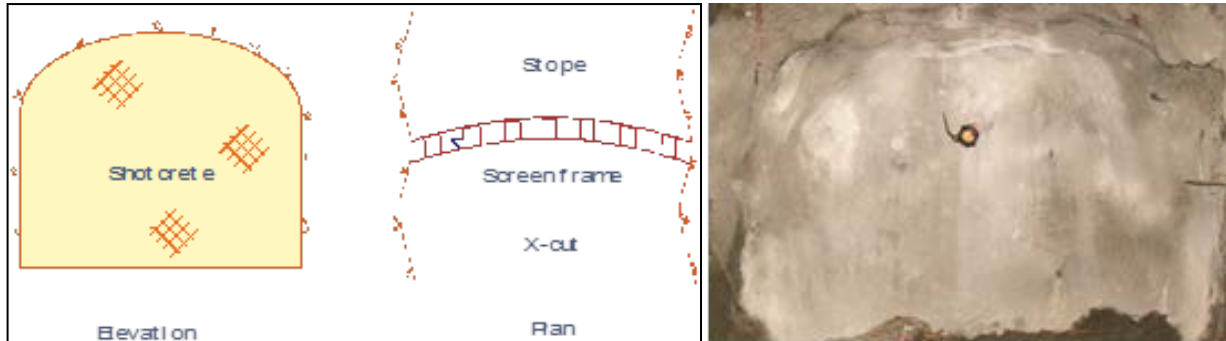 Shotcrete
Elevation
Stope
Screen frame
X-cut
Plan